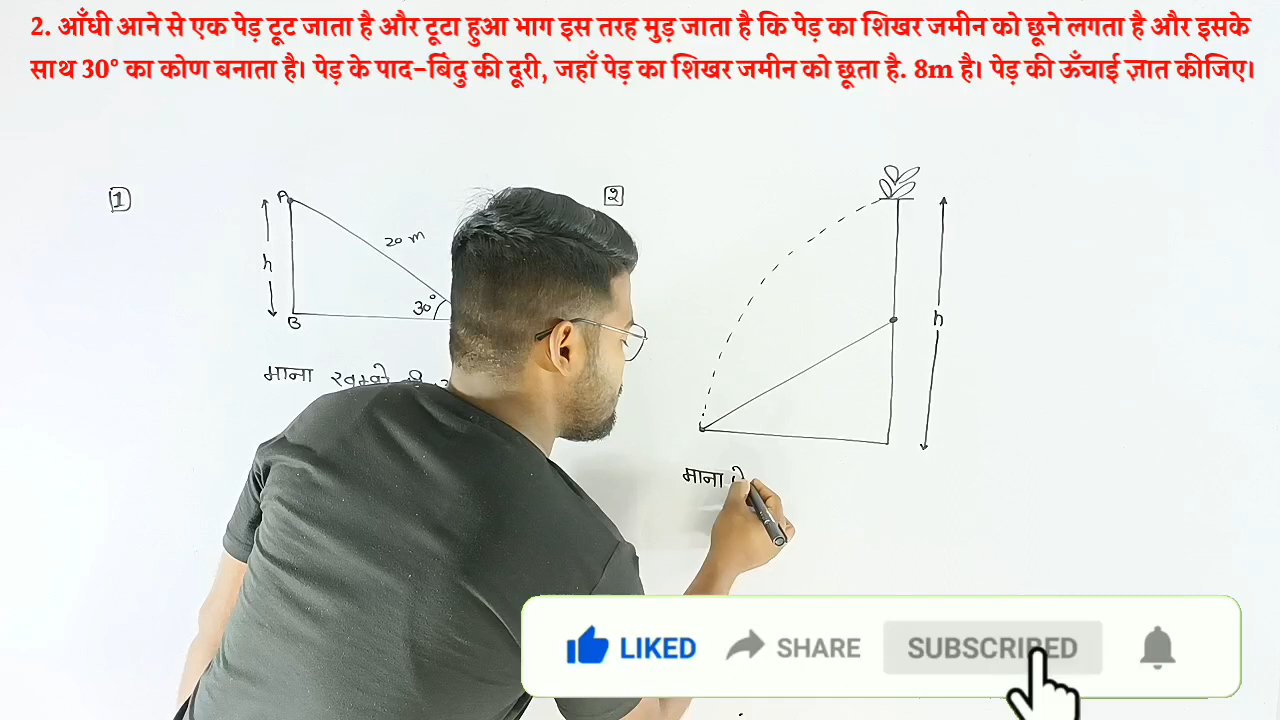 2. आँधी आने से एक पेड़ टूट जाता है और टूटा हुआ भाग इस तरह मुड़ जाता है कि पेड़ का शिखर जमीन को छूने लगता है और इसके
साथ 30° का कोण बनाता है। पेड़ के पाद-बिंदु की दूरी, जहाँ पेड़ का शिखर जमीन को छूता है. 8m है। पेड़ की ऊँचाई ज्ञात कीजिए।
1
A
20 m
h
30°
B
माना
२
h
माना
LIKED SHARE SUBSCRIBED